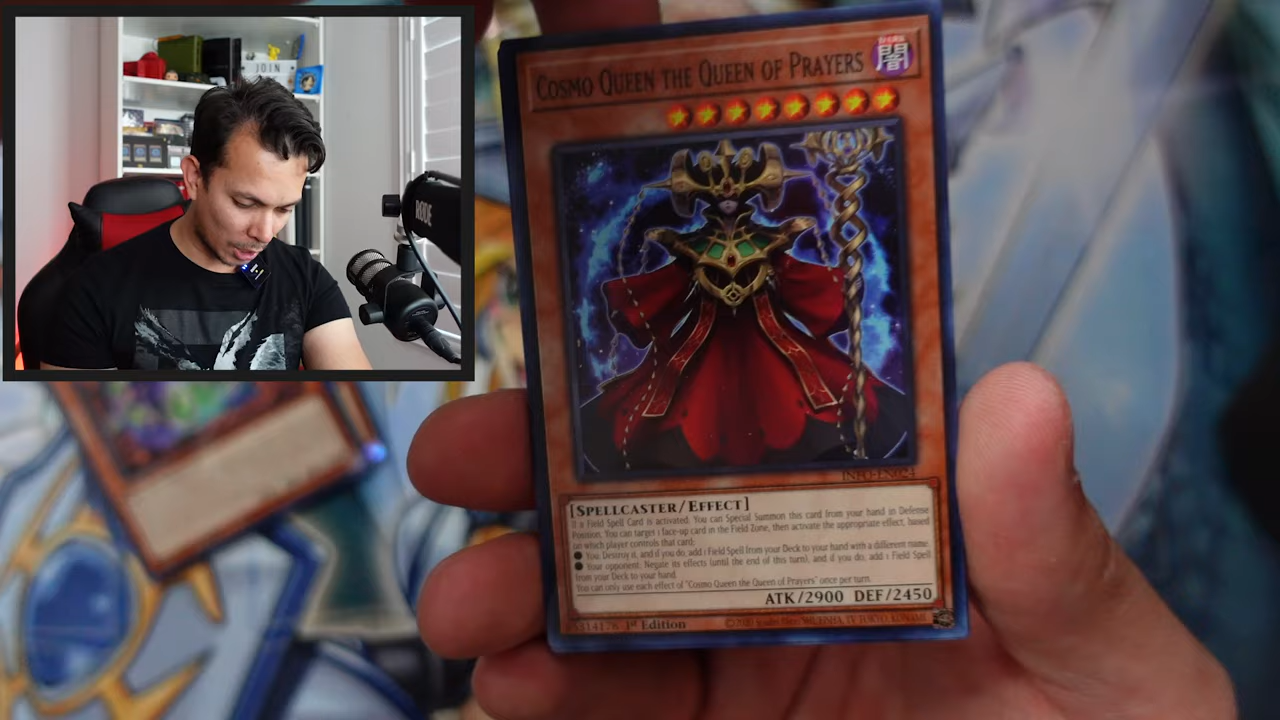 JOIN
RØDE
COSMO QUEEN THE QUEEN OF PRAYERS
闇
INFO-EN024
[SPELLCASTER/EFFECT]
If a Field Spell Card is activated: You can Special Summon this card from your hand in Defense
Position. You can target 1 face-up card in the Field Zone, then activate the appropriate effect, based
on which player controls that card;
● You: Destroy it, and if you do, add 1 Field Spell from your Deck to your hand with a different name.
● Your opponent: Negate its effects (until the end of this turn), and if you do, add 1 Field Spell
from your Deck to your hand.
You can only use each effect of "Cosmo Queen the Queen of Prayers" once per turn.
ATK/2900 DEF/2450
1st Edition